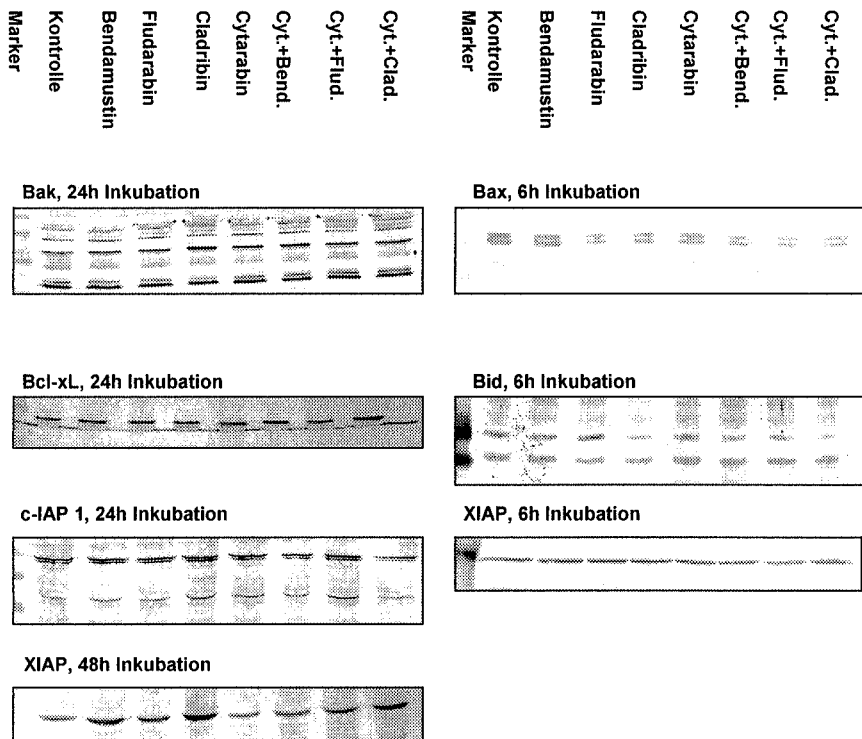 Marker
Kontrolle
Bendamustin
Fludarabin
Cladribin
Cytarabin
Cyt.+Bend.
Cyt.+Flud.
Cyt.+Clad.
Marker
Kontrolle
Bendamustin
Fludarabin
Cladribin
Cytarabin
Cyt.+Bend.
Cyt.+Flud.
Cyt.+Clad.
Bak, 24h Inkubation
Bax, 6h Inkubation
Bcl-xL, 24h Inkubation
Bid, 6h Inkubation
c-IAP 1, 24h Inkubation
XIAP, 6h Inkubation
XIAP, 48h Inkubation